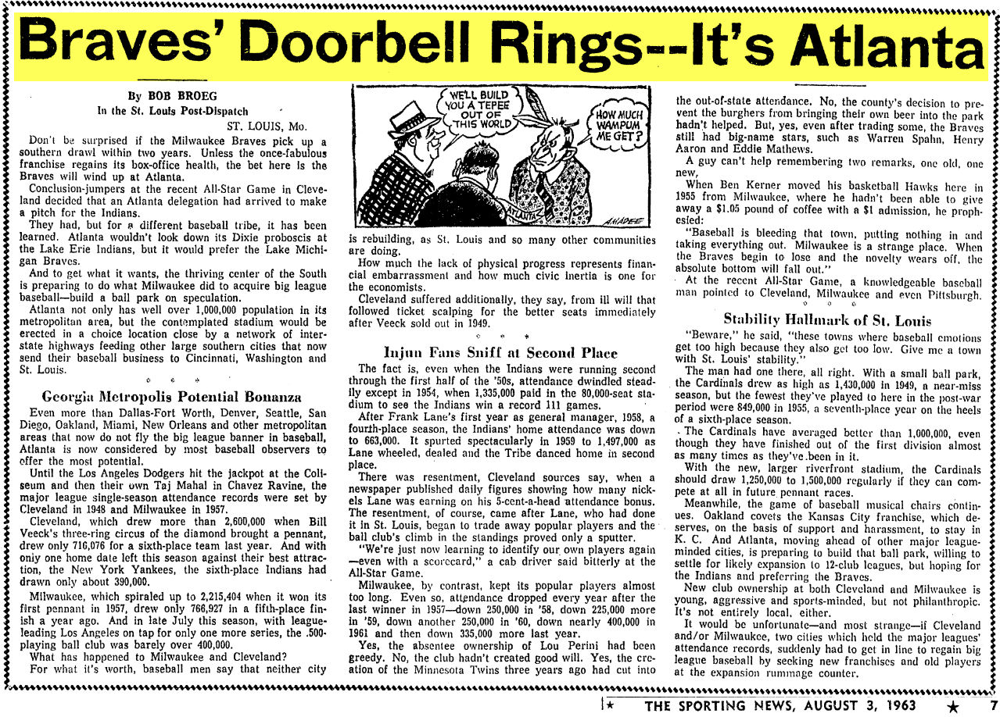 Braves' Doorbell Rings--It's Atlanta
By BOB BROEG
In the St. Louis Post-Dispatch
ST. LOUIS, Mo.
Don't be surprised if the Milwaukee Braves pick up a
southern drawl within two years. Unless the once-fabulous
franchise regains its box-office health, the bet here is the
Braves will wind up at Atlanta.
Conclusion-jumpers at the recent All-Star Game in Cleve-
land decided that an Atlanta delegation had arrived to make
a pitch for the Indians.
They had, but for a different baseball tribe, it has been
learned. Atlanta wouldn't look down its Dixie proboscis at
the Lake Erie Indians, but it would prefer the Lake Michi-
gan Braves.
And to get what it wants, the thriving center of the South
is preparing to do what Milwaukee did to acquire big league
baseball—build a ball park on speculation.
Atlanta not only has well over 1,000,000 population in its
metropolitan area, but the contemplated stadium would be
erected in a choice location close by a network of inter-
state highways feeding other large southern cities that now
send their baseball business to Cincinnati, Washington and
St. Louis.
* * *
Georgia Metropolis Potential Bonanza
Even more than Dallas-Fort Worth, Denver, Seattle, San
Diego, Oakland, Miami, New Orleans and other metropolitan
areas that now do not fly the big league banner in baseball,
Atlanta is now considered by most baseball observers to
offer the most potential.
Until the Los Angeles Dodgers hit the jackpot at the Coli-
seum and then their own Taj Mahal in Chavez Ravine, the
major league single-season attendance records were set by
Cleveland in 1948 and Milwaukee in 1957.
Cleveland, which drew more than 2,600,000 when Bill
Veeck's three-ring circus of the diamond brought a pennant,
drew only 716,076 for a sixth-place team last year. And with
only one home date left this season against their best attrac-
tion, the New York Yankees, the sixth-place Indians had
drawn only about 390,000.
Milwaukee, which spiraled up to 2,215,404 when it won its
first pennant in 1957, drew only 766,927 in a fifth-place fin-
ish a year ago. And in late July this season, with league-
leading Los Angeles on tap for only one more series, the .500-
playing ball club was barely over 400,000.
What has happened to Milwaukee and Cleveland?
For what it's worth, baseball men say that neither city
WE'LL BUILD
YOU A TEPEE
OUT OF
THIS WORLD
HOW MUCH
WAMPUM
ME GET?
ATLANTA
AMADEE
is rebuilding, as St. Louis and so many other communities
are doing.
How much the lack of physical progress represents finan-
cial embarrassment and how much civic inertia is one for
the economists.
Cleveland suffered additionally, they say, from ill will that
followed ticket scalping for the better seats immediately
after Veeck sold out in 1949.
* * *
Injun Fans Sniff at Second Place
The fact is, even when the Indians were running second
through the first half of the '50s, attendance dwindled stead-
ily except in 1954, when 1,335,000 paid in the 80,000-seat sta-
dium to see the Indians win a record 111 games.
After Frank Lane's first year as general manager, 1958, a
fourth-place season, the Indians' home attendance was down
to 663,000. It spurted spectacularly in 1959 to 1,497,000 as
Lane wheeled, dealed and the Tribe danced home in second
place.
There was resentment, Cleveland sources say, when a
newspaper published daily figures showing how many nick-
els Lane was earning on his 5-cent-a-head attendance bonus.
The resentment, of course, came after Lane, who had done
it in St. Louis, began to trade away popular players and the
ball club's climb in the standings proved only a sputter.
"We're just now learning to identify our own players again
—even with a scorecard," a cab driver said bitterly at the
All-Star Game.
Milwaukee, by contrast, kept its popular players almost
too long. Even so, attendance dropped every year after the
last winner in 1957—down 250,000 in '58, down 225,000 more
in '59, down another 250,000 in '60, down nearly 400,000 in
1961 and then down 335,000 more last year.
Yes, the absentee ownership of Lou Perini had been
greedy. No, the club hadn't created good will. Yes, the cre-
ation of the Minnesota Twins three years ago had cut into
the out-of-state attendance. No, the county's decision to pre-
vent the burghers from bringing their own beer into the park
hadn't helped. But, yes, even after trading some, the Braves
still had big-name stars, such as Warren Spahn, Henry
Aaron and Eddie Mathews.
A guy can't help remembering two remarks, one old, one
new,
When Ben Kerner moved his basketball Hawks here in
1955 from Milwaukee, where he hadn't been able to give
away a $1.05 pound of coffee with a $1 admission, he proph-
esied:
"Baseball is bleeding that town, putting nothing in and
taking everything out. Milwaukee is a strange place. When
the Braves begin to lose and the novelty wears off, the
absolute bottom will fall out."
At the recent All-Star Game, a knowledgeable baseball
man pointed to Cleveland, Milwaukee and even Pittsburgh.
* * *
Stability Hallmark of St. Louis
"Beware," he said, "these towns where baseball emotions
get too high because they also get too low. Give me a town
with St. Louis' stability."
The man had one there, all right. With a small ball park,
the Cardinals drew as high as 1,430,000 in 1949, a near-miss
season, but the fewest they've played to here in the post-war
period were 849,000 in 1955, a seventh-place year on the heels
of a sixth-place season.
The Cardinals have averaged better than 1,000,000, even
though they have finished out of the first division almost
as many times as they've been in it.
With the new, larger riverfront stadium, the Cardinals
should draw 1,250,000 to 1,500,000 regularly if they can com-
pete at all in future pennant races.
Meanwhile, the game of baseball musical chairs contin-
ues. Oakland covets the Kansas City franchise, which de-
serves, on the basis of support and harassment, to stay in
K. C. And Atlanta, moving ahead of other major league-
minded cities, is preparing to build that ball park, willing to
settle for likely expansion to 12-club leagues, but hoping for
the Indians and preferring the Braves.
New club ownership at both Cleveland and Milwaukee is
young, aggressive and sports-minded, but not philanthropic.
It's not entirely local, either.
It would be unfortunate—and most strange—if Cleveland
and/or Milwaukee, two cities which held the major leagues'
attendance records, suddenly had to get in line to regain big
league baseball by seeking new franchises and old players
at the expansion rummage counter.
★ THE SPORTING NEWS, AUGUST 3, 1963 ★ 7